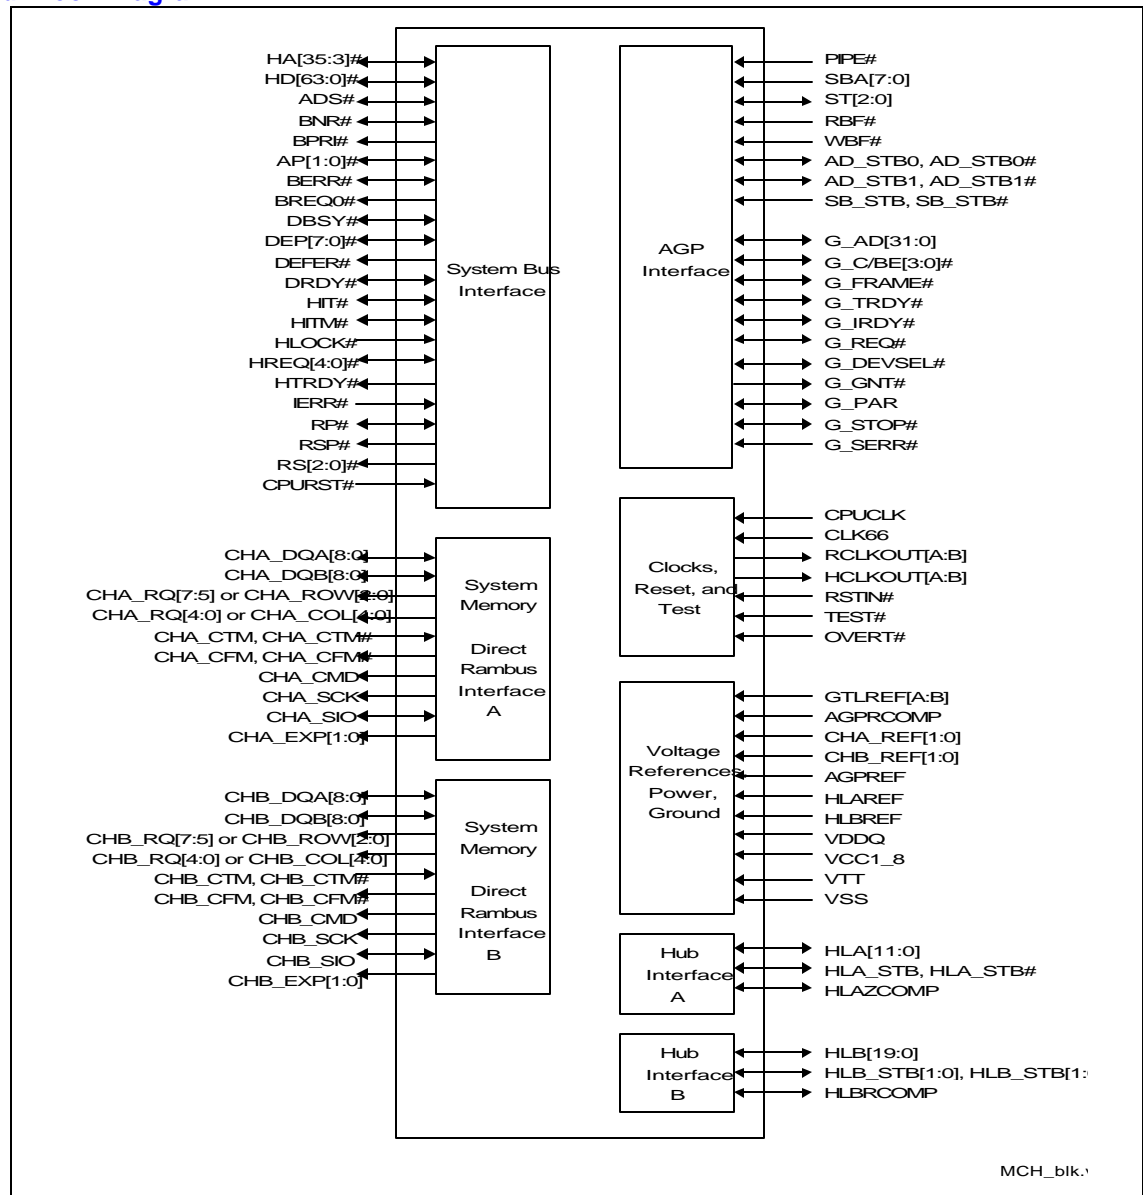 HA[35:3]#
HD[63:0]#
ADS#
BNR#
BPRI#
AP[1:0]#
BERR#
BREQ0#
DBSY#
DEP[7:0]#
DEFER#
DRDY#
HIT#
HITM#
HLOCK#
HREQ[4:0]#
HTRDY#
IERR#
RP#
RSP#
RS[2:0]#
CPURST#
System Bus
Interface
CHA_DQA[8:0]
CHA_DQB[8:0]
CHA_RQ[7:5] or CHA_ROW[2:0]
CHA_RQ[4:0] or CHA_COL[4:0]
CHA_CTM, CHA_CTM#
CHA_CFM, CHA_CFM#
CHA_CMD
CHA_SCK
CHA_SIO
CHA_EXP[1:0]
System
Memory
Direct
Rambus
Interface
A
CHB_DQA[8:0]
CHB_DQB[8:0]
CHB_RQ[7:5] or CHB_ROW[2:0]
CHB_RQ[4:0] or CHB_COL[4:0]
CHB_CTM, CHB_CTM#
CHB_CFM, CHB_CFM#
CHB_CMD
CHB_SCK
CHB_SIO
CHB_EXP[1:0]
System
Memory
Direct
Rambus
Interface
B
AGP
Interface
PIPE#
SBA[7:0]
ST[2:0]
RBF#
WBF#
AD_STB0, AD_STB0#
AD_STB1, AD_STB1#
SB_STB, SB_STB#
G_AD[31:0]
G_C/BE[3:0]#
G_FRAME#
G_TRDY#
G_IRDY#
G_REQ#
G_DEVSEL#
G_GNT#
G_PAR
G_STOP#
G_SERR#
Clocks,
Reset, and
Test
CPUCLK
CLK66
RCLKOUT[A:B]
HCLKOUT[A:B]
RSTIN#
TEST#
OVERT#
Voltage
References
Power,
Ground
GTLREF[A:B]
AGPRCOMP
CHA_REF[1:0]
CHB_REF[1:0]
AGPREF
HLAREF
HLBREF
VDDQ
VCC1_8
VTT
VSS
Hub
Interface
A
HLA[11:0]
HLA_STB, HLA_STB#
HLAZCOMP
Hub
Interface
B
HLB[19:0]
HLB_STB[1:0], HLB_STB[1:
HLBRCOMP
MCH_blk.